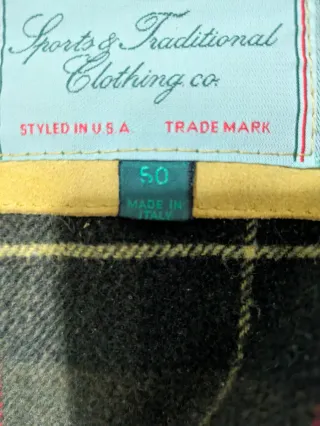 Sports & Traditional
Clothing.co.
STYLED IN U.S.A. TRADE MARK
50
MADE IN
ITALY